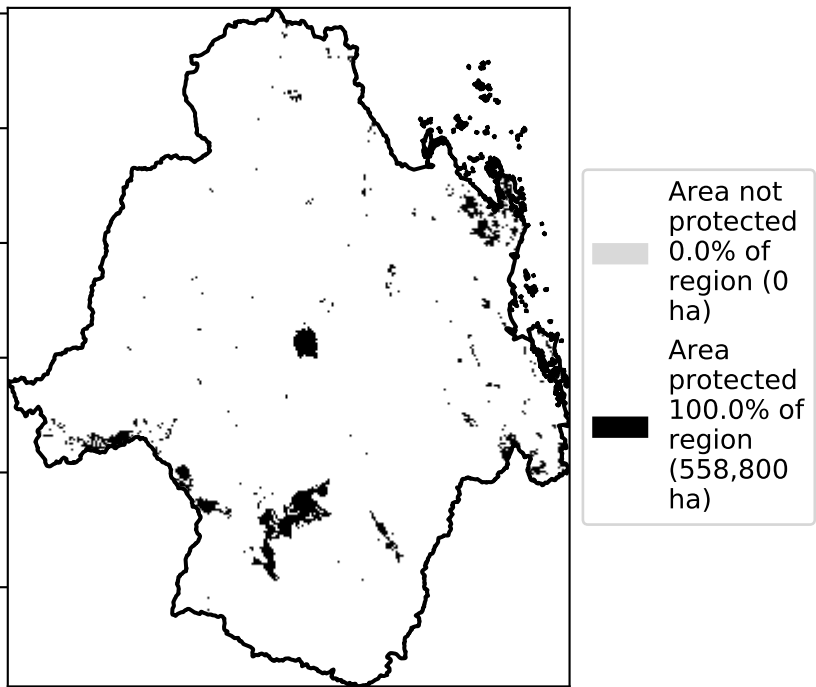 Area not
protected
0.0% of
region (0
ha)
Area
protected
100.0% of
region
(558,800
ha)